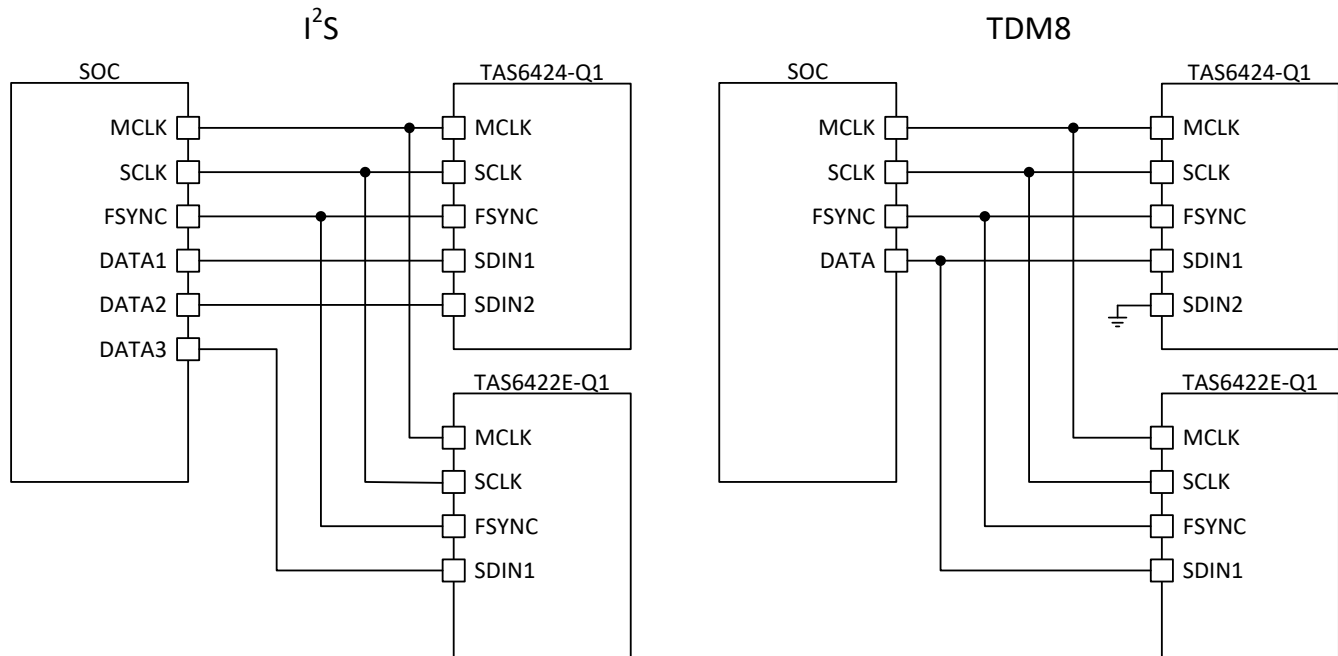 I²S
SOC
MCLK
SCLK
FSYNC
DATA1
DATA2
DATA3
TAS6424-Q1
MCLK
SCLK
FSYNC
SDIN1
SDIN2
TAS6422E-Q1
MCLK
SCLK
FSYNC
SDIN1
TDM8
SOC
MCLK
SCLK
FSYNC
DATA
TAS6424-Q1
MCLK
SCLK
FSYNC
SDIN1
SDIN2
TAS6422E-Q1
MCLK
SCLK
FSYNC
SDIN1